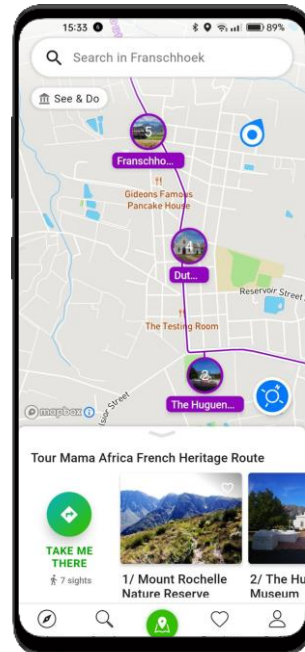 15:33
89%
Search in Franschhoek
See & Do
5
Franschho...
Gideons Famous
Pancake House
4
Dut...
Reservoir Street
The Testing Room
2
The Huguen...
mapbox
sior Street
Tour Mama Africa French Heritage Route
TAKE ME
THERE
7 sights
1/ Mount Rochelle
Nature Reserve
2/ The Hu
Museum